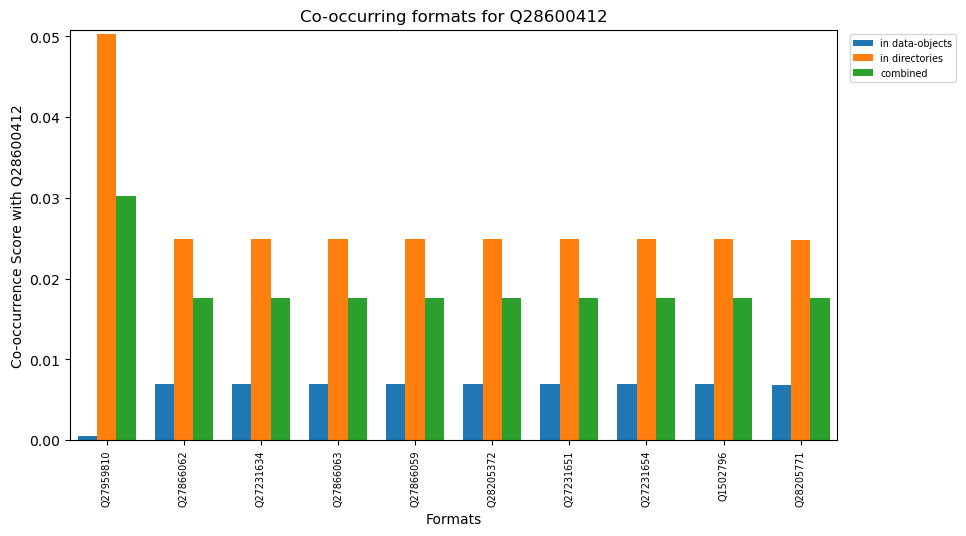 Co-occurring formats for Q28600412
Co-occurrence Score with Q28600412
0.05
0.04
0.03
0.02
0.01
0.00
in data-objects
in directories
combined
Q27959810
Q27866062
Q27231634
Q27866063
Q27866059
Q28205372
Q27231651
Q27231654
Q1502796
Q28205771
Formats